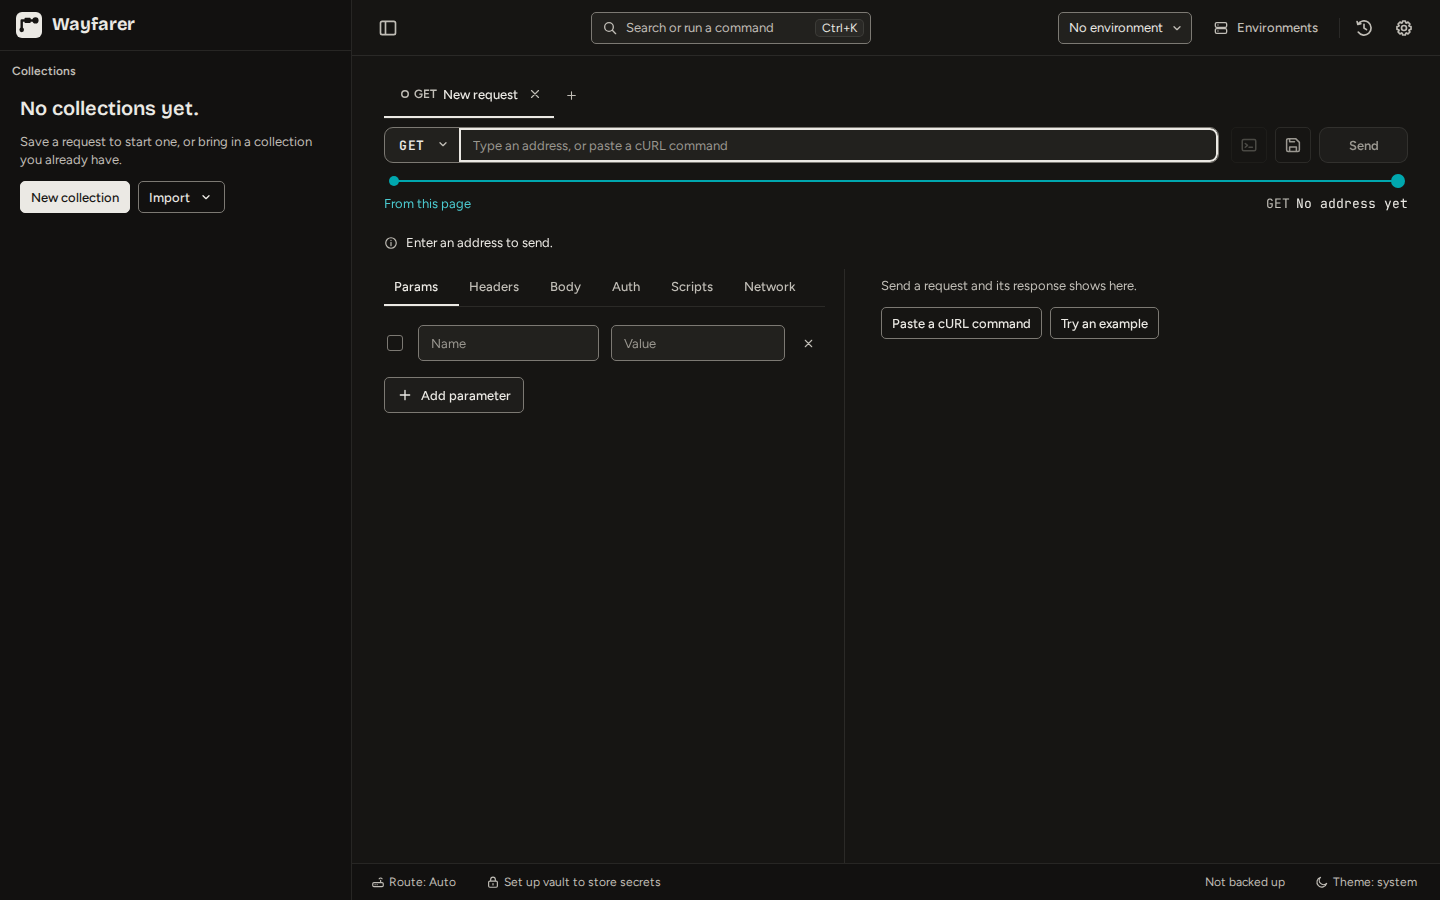 Wayfarer
Search or run a command
Ctrl+K
No environment
Environments
Collections
No collections yet.
Save a request to start one, or bring in a collection
you already have.
New collection
Import
GET New request
GET
Type an address, or paste a cURL command
Send
From this page
GET No address yet
Enter an address to send.
Params
Headers
Body
Auth
Scripts
Network
Name
Value
Add parameter
Send a request and its response shows here.
Paste a cURL command
Try an example
Route: Auto
Set up vault to store secrets
Not backed up
Theme: system